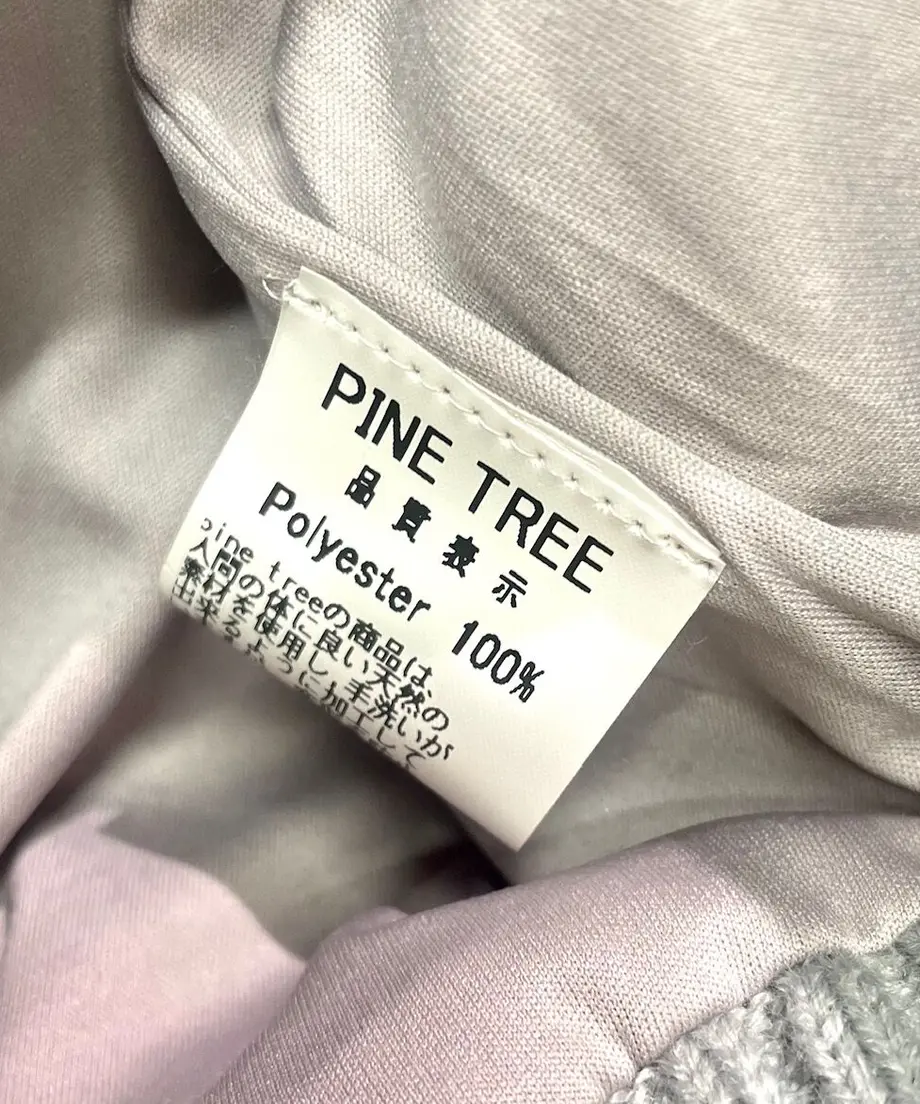 PINE TREE
品質表示
Polyester 100%
pine treeの商品は、
人間の体に良い天然の
素材を使用し、手洗いが
出来るように加工して